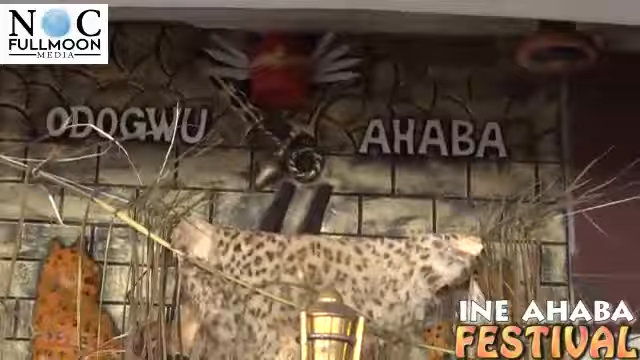 NOC
FULLMOON
MEDIA
ODOGWU AHABA
INE AHABA
FESTIVAL